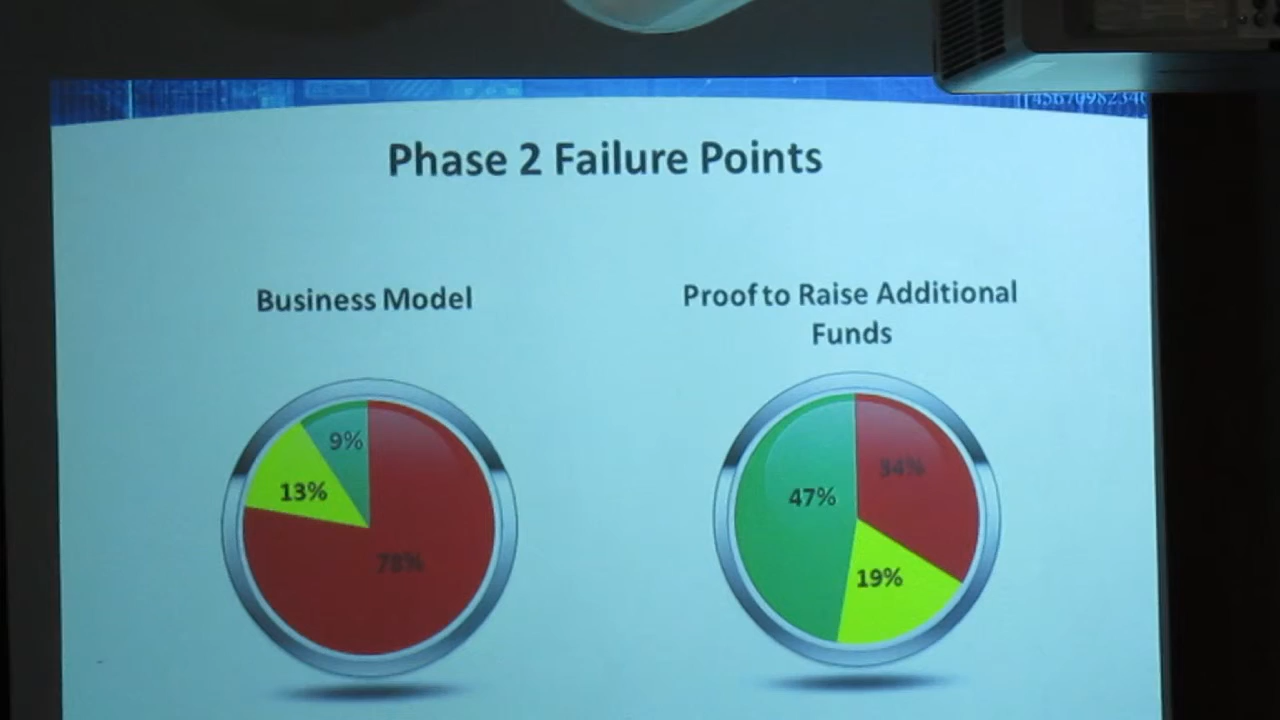 Phase 2 Failure Points
Business Model
Proof to Raise Additional
Funds
9%
13%
78%
34%
47%
19%